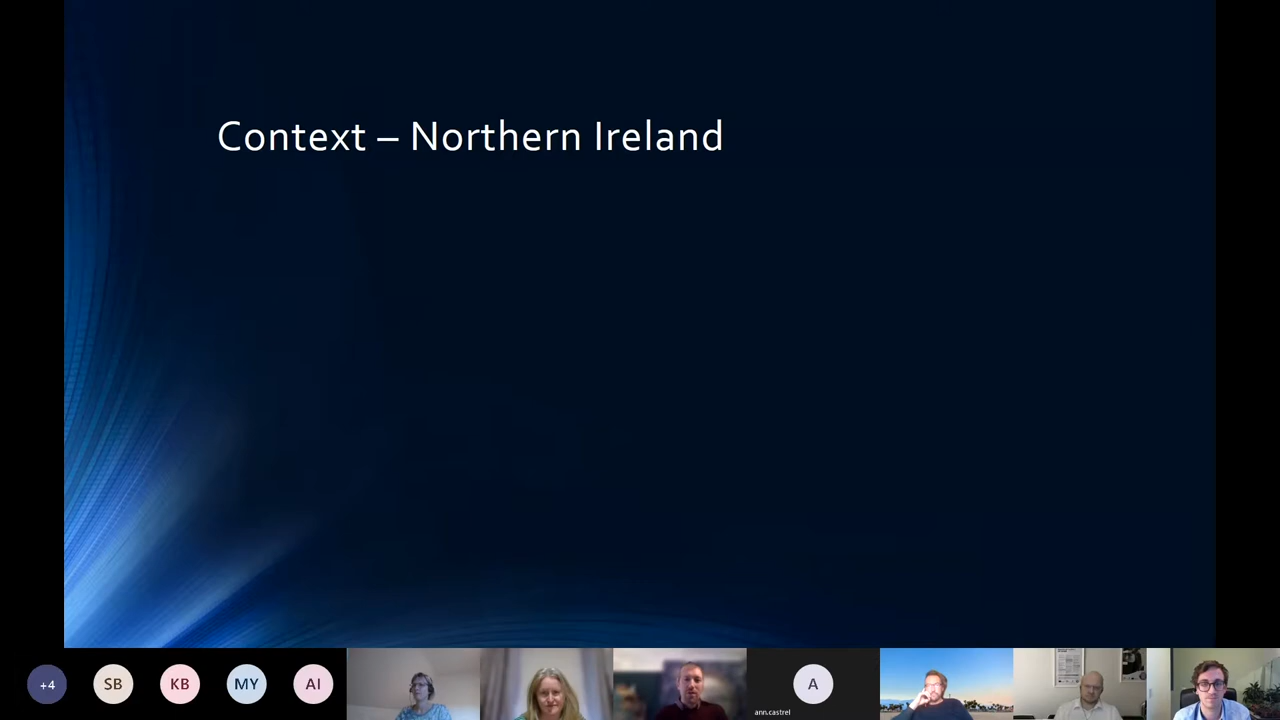 Context – Northern Ireland
+4
SB
KB
MY
AI
A
ann.castrel